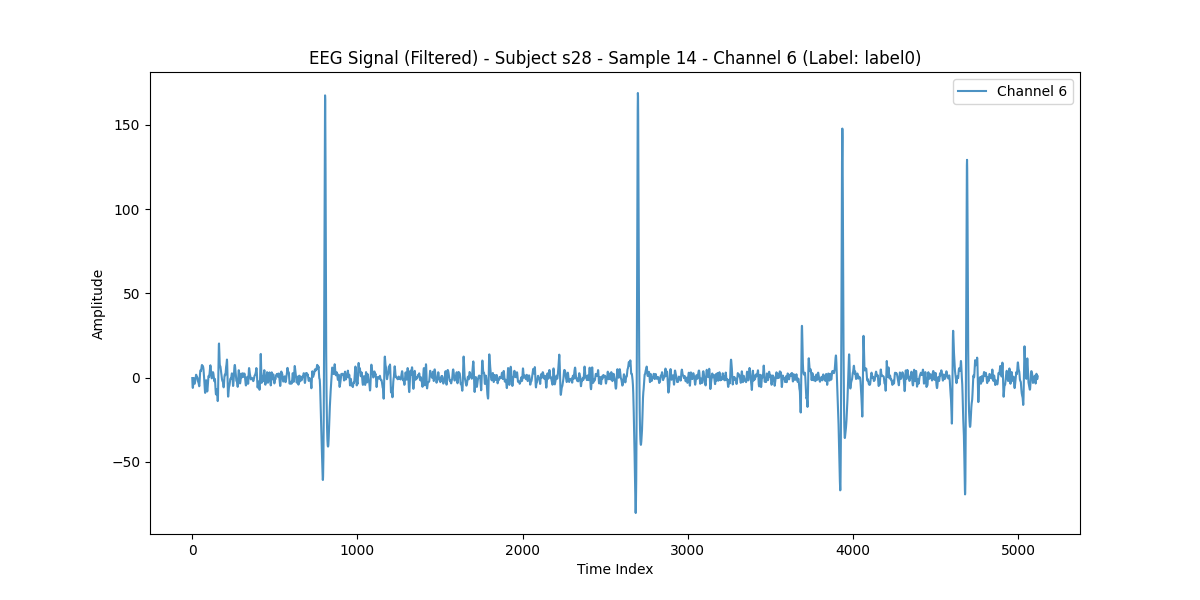 EEG Signal (Filtered) - Subject s28 - Sample 14 - Channel 6 (Label: label0)
Channel 6
150
100
50
0
−50
Amplitude
0 1000 2000 3000 4000 5000
Time Index